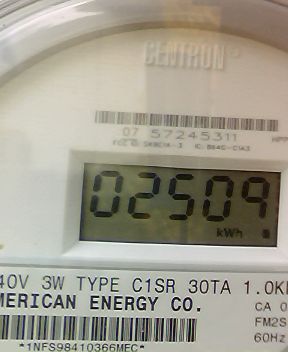 CENTRON®
07 57245311
02509
kWh
40V 3W TYPE C1SR 30TA 1.0K
MERICAN ENERGY CO. CA 0
FM2S
60Hz
*1NFS98410366MEC*